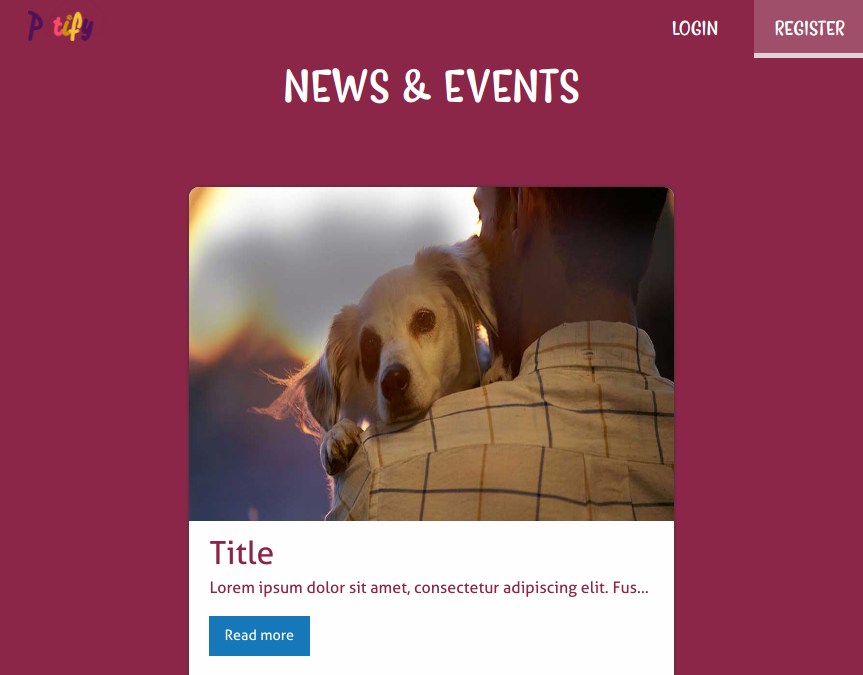 P tify
LOGIN
REGISTER
NEWS & EVENTS
Title
Lorem ipsum dolor sit amet, consectetur adipiscing elit. Fus...
Read more